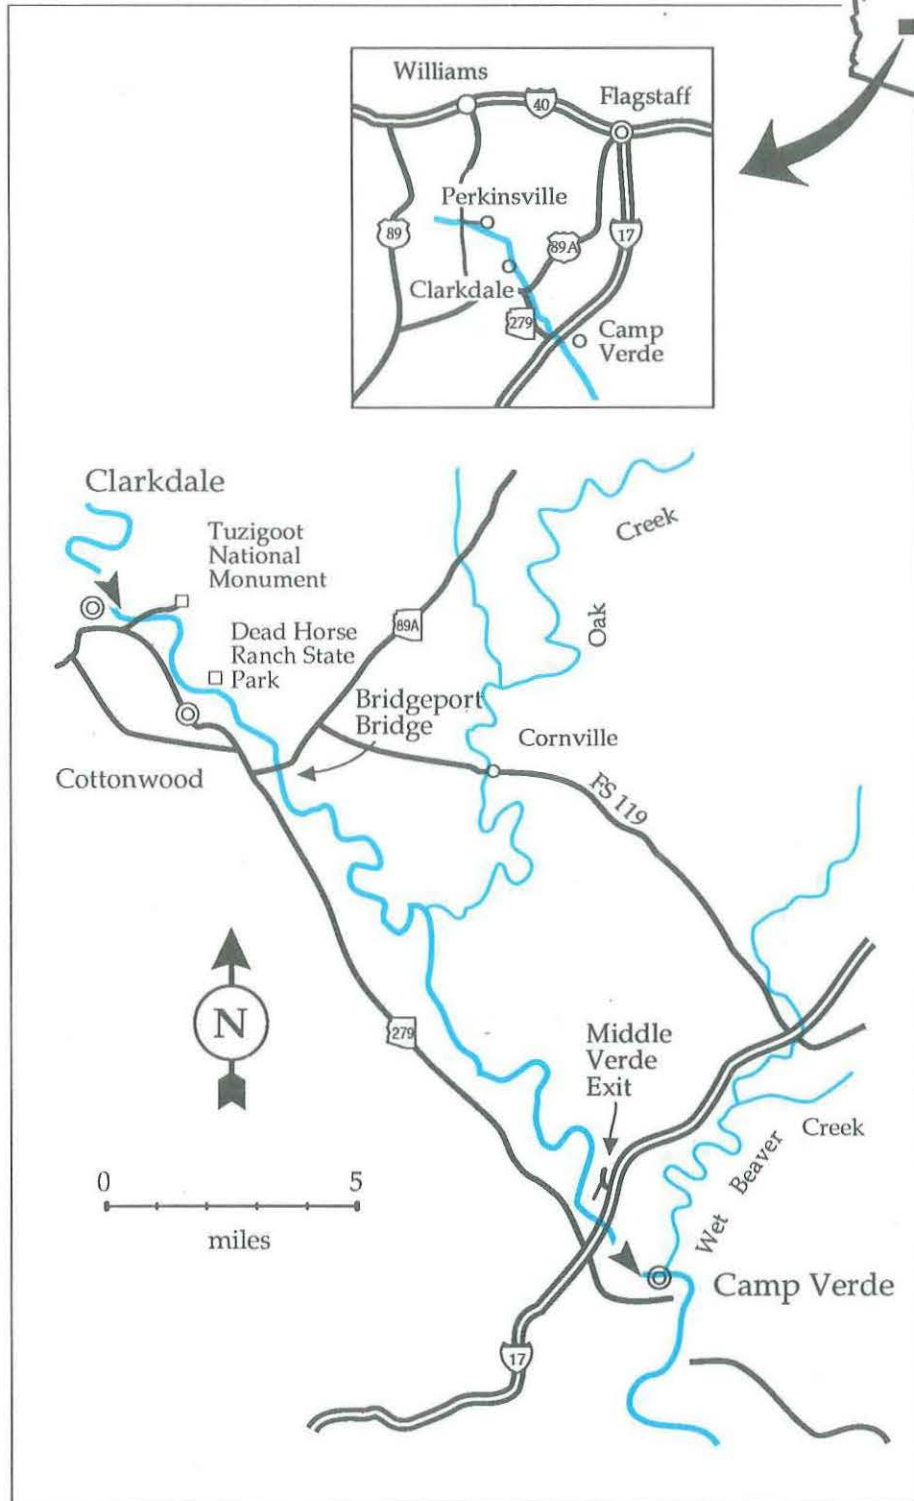 Williams
40
Flagstaff
Perkinsville
89
89A
17
Clarkdale
279
Camp
Verde
Clarkdale
Tuzigoot
National
Monument
Creek
89A
Oak
Dead Horse
Ranch State
Park
Bridgeport
Bridge
Cornville
Cottonwood
FS 119
N
279
Middle
Verde
Exit
Creek
Beaver
Wet
0 5
miles
Camp Verde
17